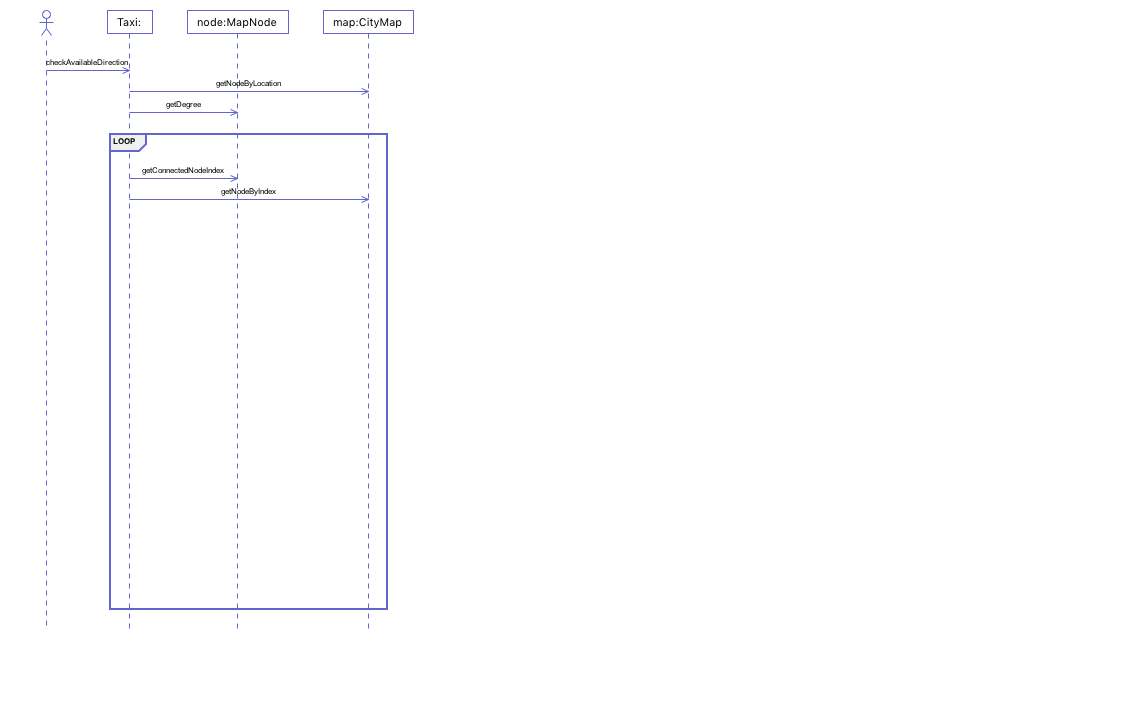 Taxi:
node:MapNode
map:CityMap
checkAvailableDirection
getNodeByLocation
getDegree
LOOP
getConnectedNodeIndex
getNodeByIndex